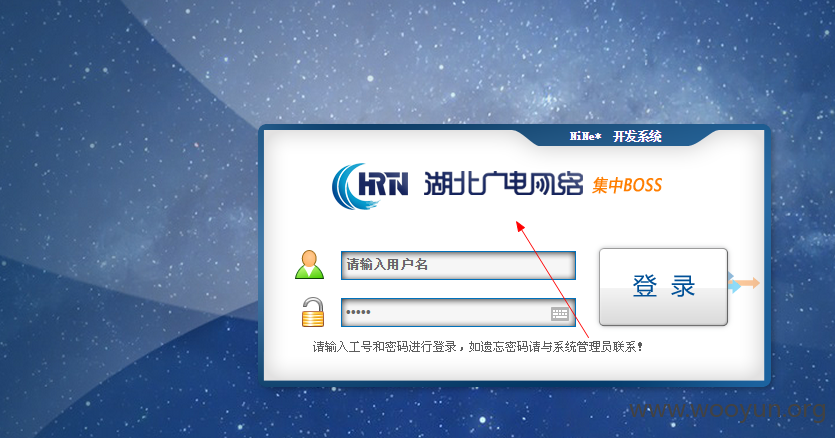 NiNe* 开发系统
HRTN 湖北广电网络 集中BOSS
请输入用户名
•••••
登 录
请输入工号和密码进行登录，如遗忘密码请与系统管理员联系！
www.wooyun.org